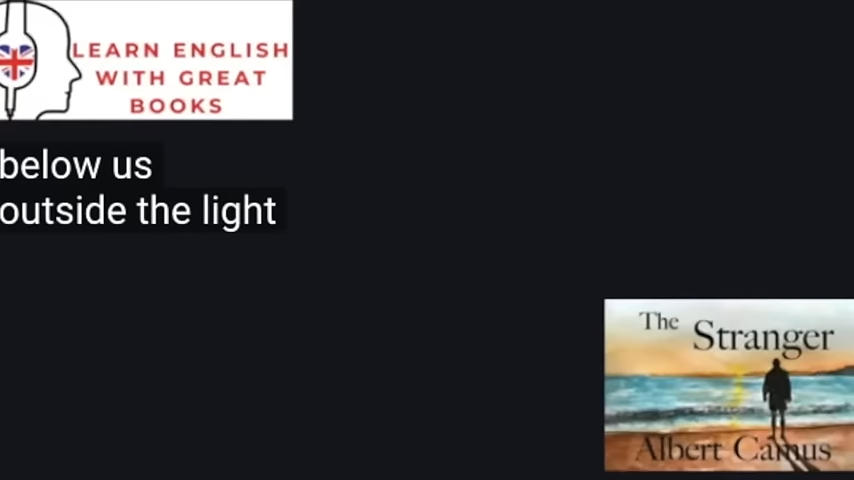 LEARN ENGLISH
WITH GREAT
BOOKS
below us
outside the light
The Stranger
Albert Camus